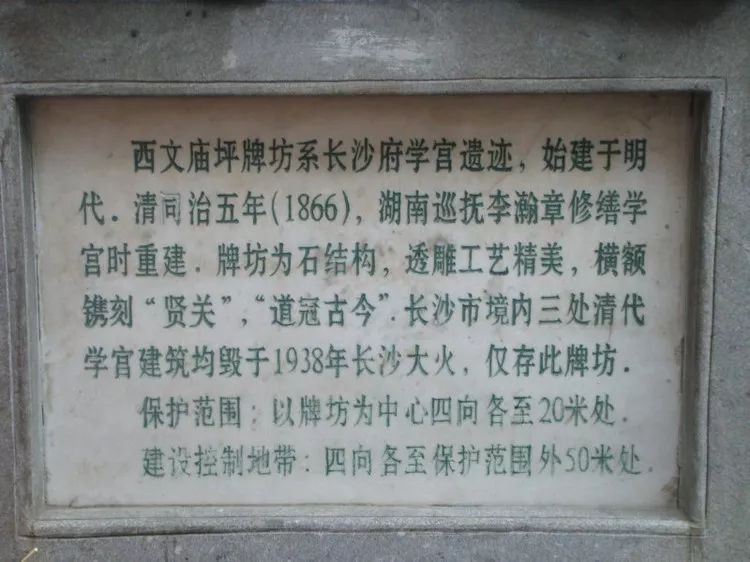 西文庙坪牌坊系长沙府学宫遗迹，始建于明
代．清同治五年(1866)，湖南巡抚李瀚章修缮学
宫时重建．牌坊为石结构，透雕工艺精美，横额
镌刻“贤关”，“道冠古今”．长沙市境内三处清代
学宫建筑均毁于1938年长沙大火，仅存此牌坊．
保护范围：以牌坊为中心四向各至20米处．
建设控制地带：四向各至保护范围外50米处．